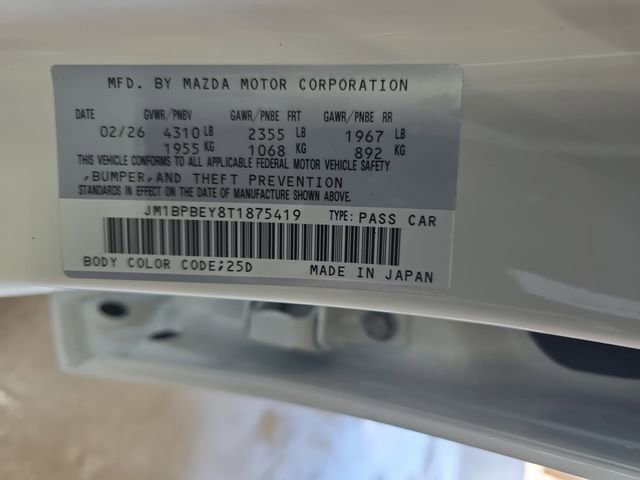 MFD. BY MAZDA MOTOR CORPORATION
DATE GVWR/PNBV GAWR/PNBE FRT GAWR/PNBE RR
02/26 4310 LB 2355 LB 1967 LB
1955 KG 1068 KG 892 KG
THIS VEHICLE CONFORMS TO ALL APPLICABLE FEDERAL MOTOR VEHICLE SAFETY
,BUMPER,AND THEFT PREVENTION
STANDARDS IN EFFECT ON THE DATE OF MANUFACTURE SHOWN ABOVE.
JM1BPBEY8T1875419 TYPE: PASS CAR
BODY COLOR CODE;25D MADE IN JAPAN